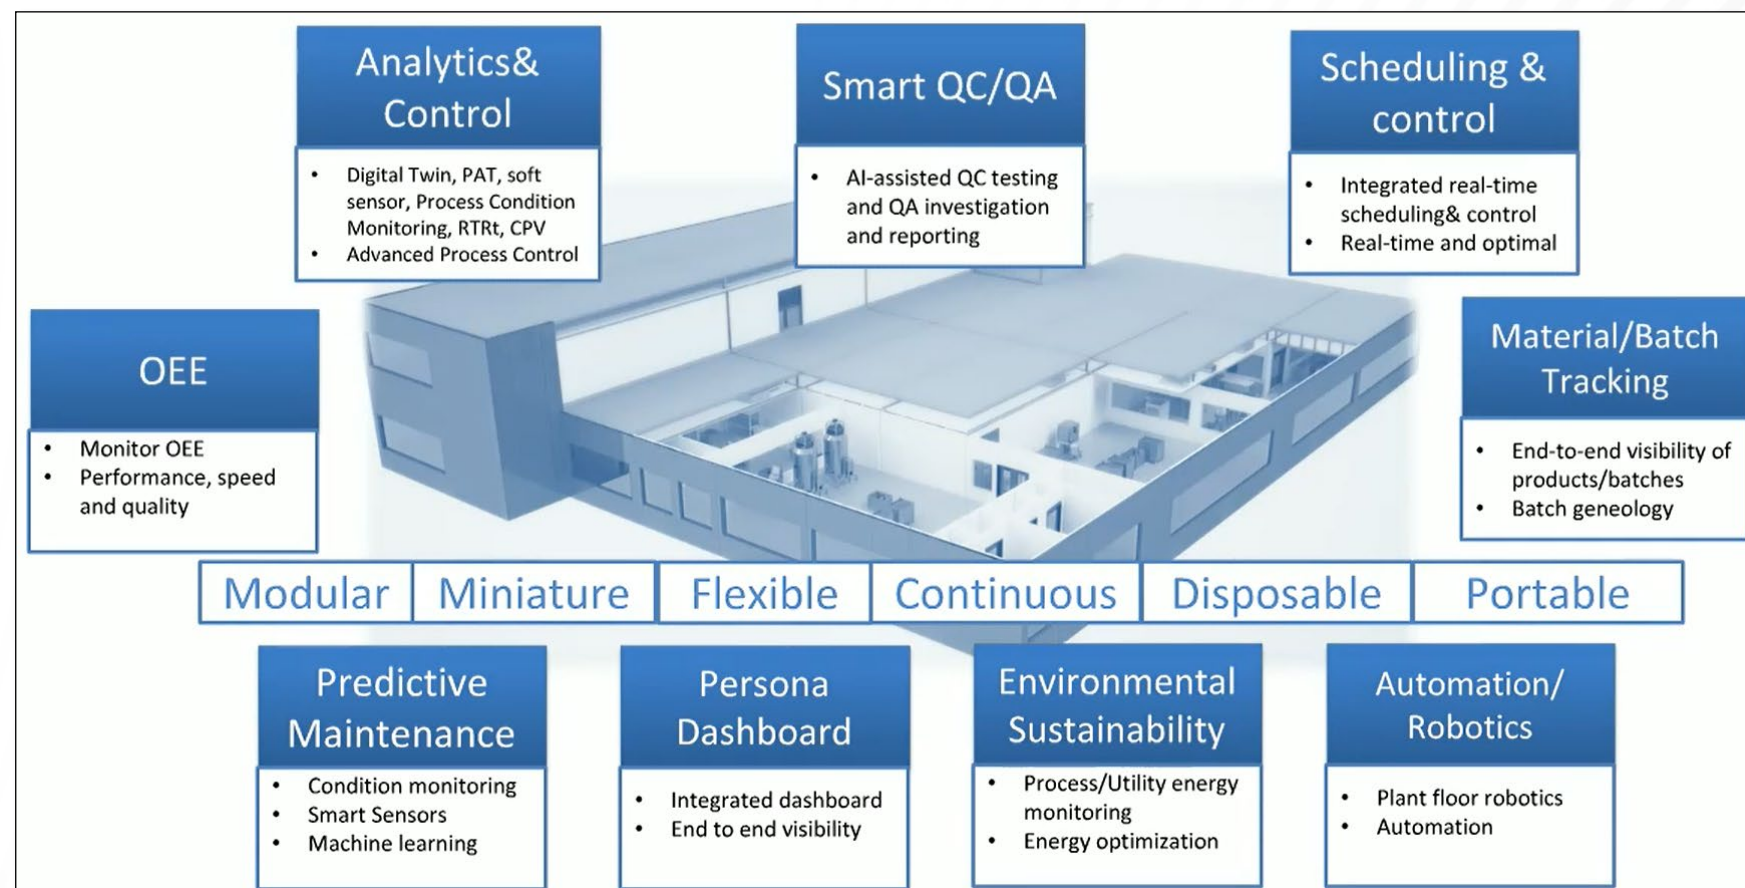 Analytics&
Control
• Digital Twin, PAT, soft
sensor, Process Condition
Monitoring, RTRt, CPV
• Advanced Process Control
Smart QC/QA
• AI-assisted QC testing
and QA investigation
and reporting
Scheduling &
control
• Integrated real-time
scheduling& control
• Real-time and optimal
OEE
• Monitor OEE
• Performance, speed
and quality
Material/Batch
Tracking
• End-to-end visibility of
products/batches
• Batch geneology
Modular Miniature Flexible Continuous Disposable Portable
Predictive
Maintenance
• Condition monitoring
• Smart Sensors
• Machine learning
Persona
Dashboard
• Integrated dashboard
• End to end visibility
Environmental
Sustainability
• Process/Utility energy
monitoring
• Energy optimization
Automation/
Robotics
• Plant floor robotics
• Automation